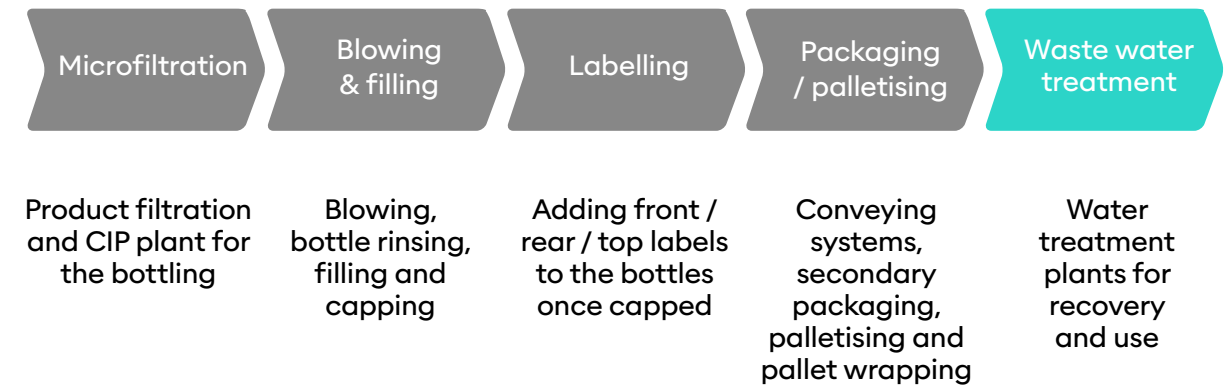 Microfiltration
Blowing
& filling
Labelling
Packaging
/ palletising
Waste water
treatment
Product filtration
and CIP plant for
the bottling
Blowing,
bottle rinsing,
filling and
capping
Adding front /
rear / top labels
to the bottles
once capped
Conveying
systems,
secondary
packaging,
palletising and
pallet wrapping
Water
treatment
plants for
recovery
and use